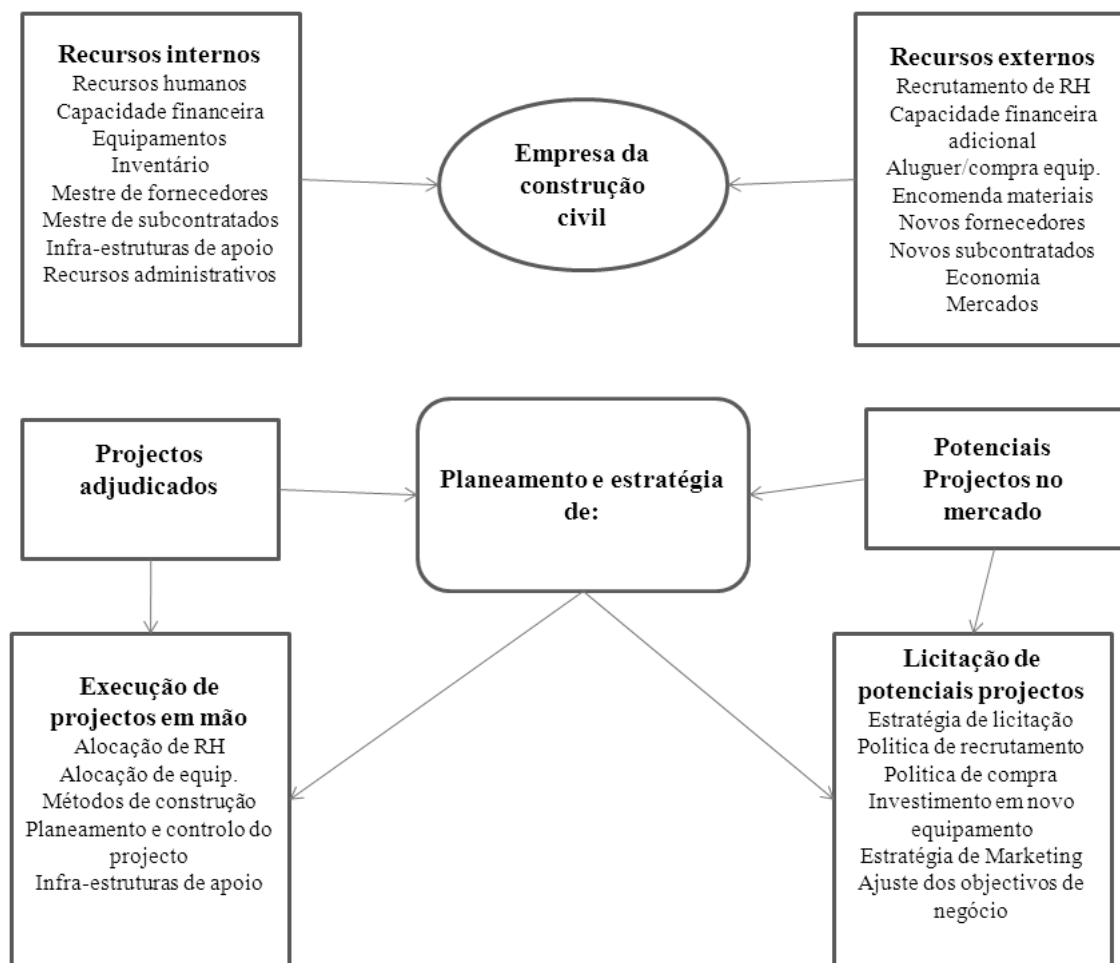 Recursos internos
Recursos humanos
Capacidade financeira
Equipamentos
Inventário
Mestre de fornecedores
Mestre de subcontratados
Infra-estruturas de apoio
Recursos administrativos
Empresa da
construção
civil
Recursos externos
Recrutamento de RH
Capacidade financeira
adicional
Aluguer/compra equip.
Encomenda materiais
Novos fornecedores
Novos subcontratados
Economia
Mercados
Projectos
adjudicados
Planeamento e estratégia
de:
Potenciais
Projectos no
mercado
Execução de
projectos em mão
Alocação de RH
Alocação de equip.
Métodos de construção
Planeamento e controlo do
projecto
Infra-estruturas de apoio
Licitação de
potenciais projectos
Estratégia de licitação
Politica de recrutamento
Politica de compra
Investimento em novo
equipamento
Estratégia de Marketing
Ajuste dos objectivos de
negócio